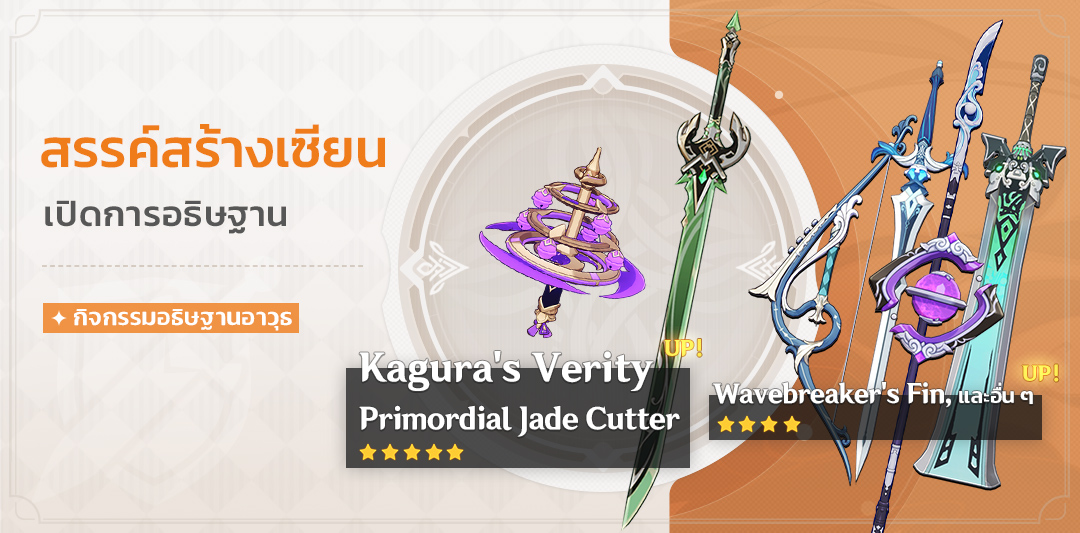 สรรค์สร้างเซียน
เปิดการอธิษฐาน
กิจกรรมอธิษฐานอาวุธ
Kagura's Verity UP!
Primordial Jade Cutter
UP!
Wavebreaker's Fin, และอื่น ๆ